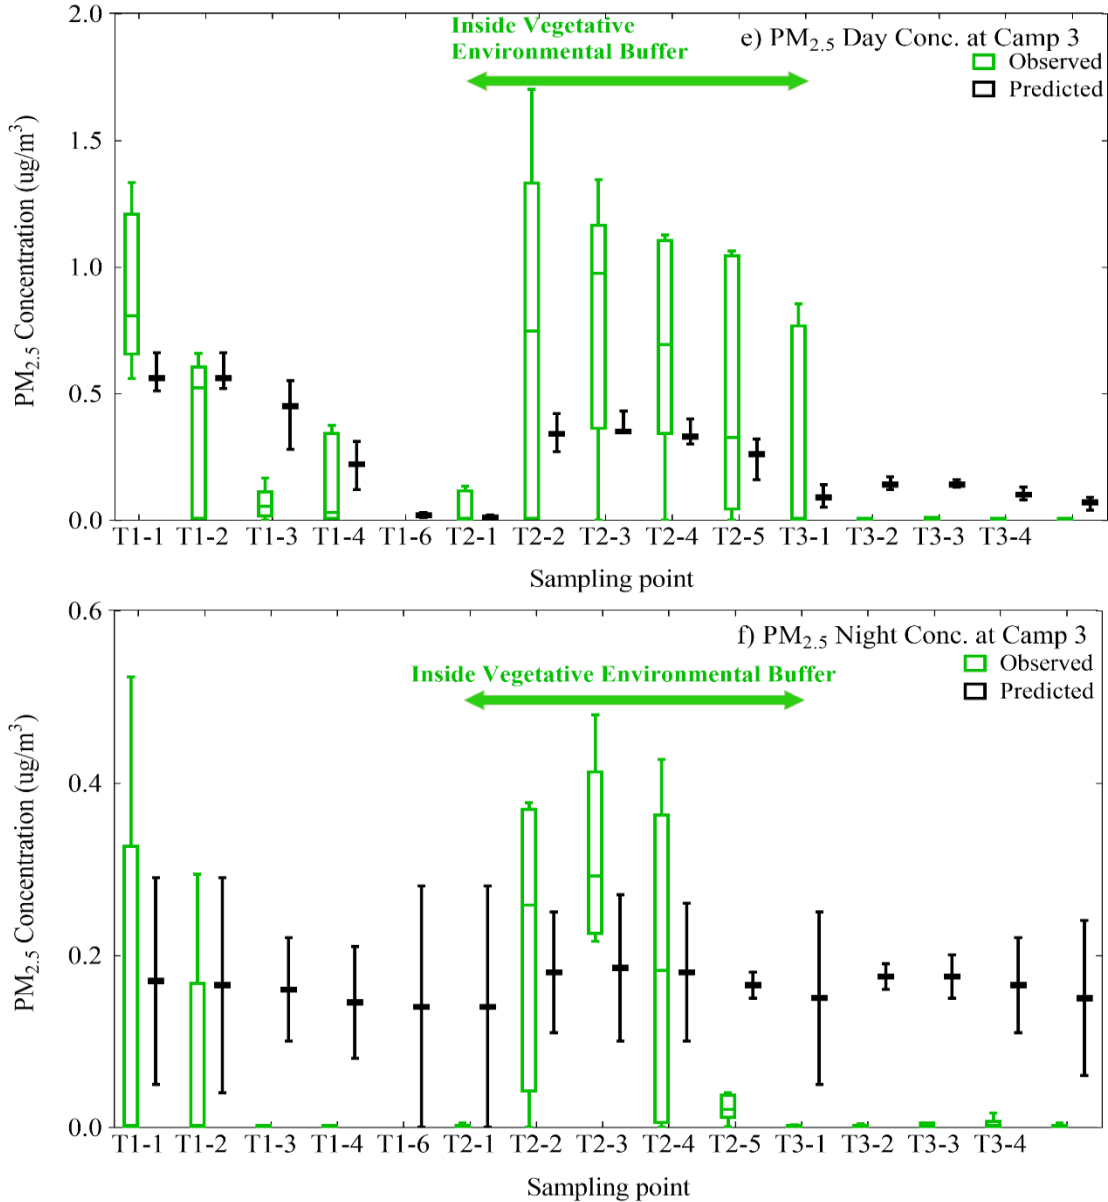 Inside Vegetative
Environmental Buffer
e) PM2.5 Day Conc. at Camp 3
Observed
Predicted
PM2.5 Concentration (ug/m3)
2.0
1.5
1.0
0.5
0.0
T1-1 T1-2 T1-3 T1-4 T1-6 T2-1 T2-2 T2-3 T2-4 T2-5 T3-1 T3-2 T3-3 T3-4
Sampling point
f) PM2.5 Night Conc. at Camp 3
Inside Vegetative Environmental Buffer
Observed
Predicted
PM2.5 Concentration (ug/m3)
0.6
0.4
0.2
0.0
T1-1 T1-2 T1-3 T1-4 T1-6 T2-1 T2-2 T2-3 T2-4 T2-5 T3-1 T3-2 T3-3 T3-4
Sampling point